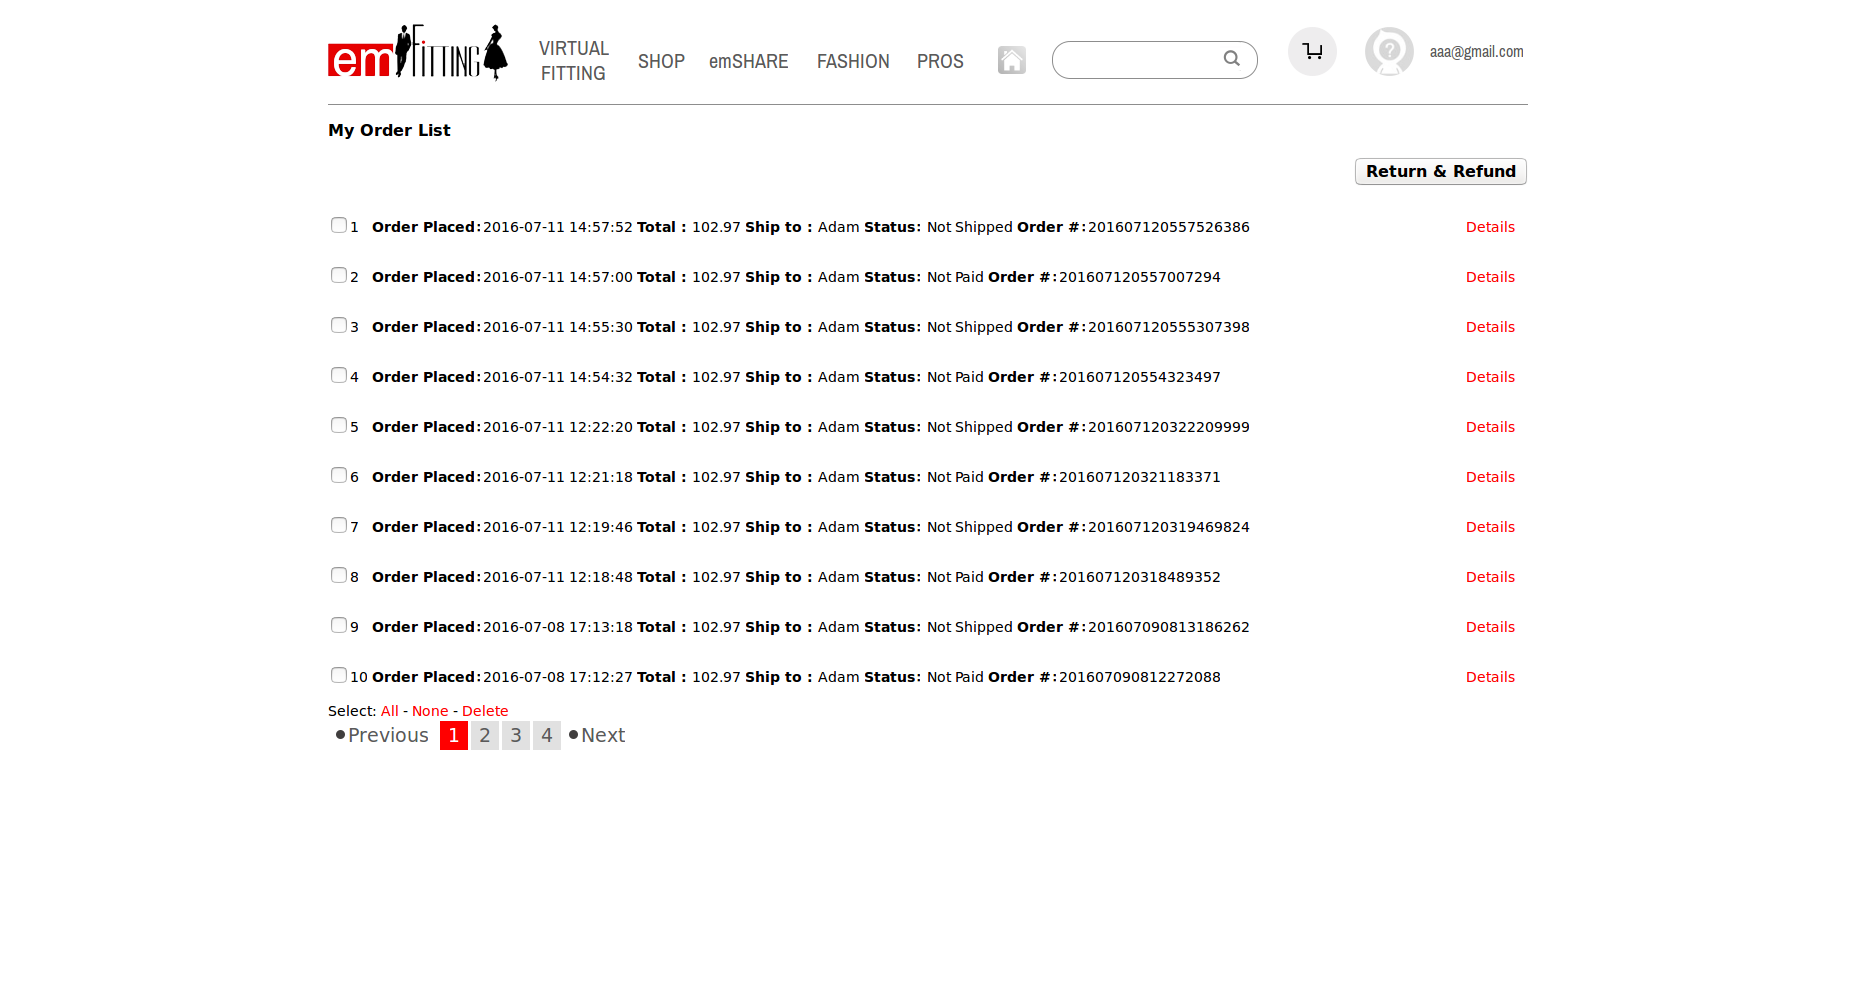 em FITTING
VIRTUAL
FITTING
SHOP
emSHARE
FASHION
PROS
aaa@gmail.com
My Order List
Return & Refund
1 Order Placed:2016-07-11 14:57:52 Total : 102.97 Ship to : Adam Status: Not Shipped Order #:201607120557526386 Details
2 Order Placed:2016-07-11 14:57:00 Total : 102.97 Ship to : Adam Status: Not Paid Order #:201607120557007294 Details
3 Order Placed:2016-07-11 14:55:30 Total : 102.97 Ship to : Adam Status: Not Shipped Order #:201607120555307398 Details
4 Order Placed:2016-07-11 14:54:32 Total : 102.97 Ship to : Adam Status: Not Paid Order #:201607120554323497 Details
5 Order Placed:2016-07-11 12:22:20 Total : 102.97 Ship to : Adam Status: Not Shipped Order #:201607120322209999 Details
6 Order Placed:2016-07-11 12:21:18 Total : 102.97 Ship to : Adam Status: Not Paid Order #:201607120321183371 Details
7 Order Placed:2016-07-11 12:19:46 Total : 102.97 Ship to : Adam Status: Not Shipped Order #:201607120319469824 Details
8 Order Placed:2016-07-11 12:18:48 Total : 102.97 Ship to : Adam Status: Not Paid Order #:201607120318489352 Details
9 Order Placed:2016-07-08 17:13:18 Total : 102.97 Ship to : Adam Status: Not Shipped Order #:201607090813186262 Details
10 Order Placed:2016-07-08 17:12:27 Total : 102.97 Ship to : Adam Status: Not Paid Order #:201607090812272088 Details
Select: All - None - Delete
●Previous 1 2 3 4 ●Next